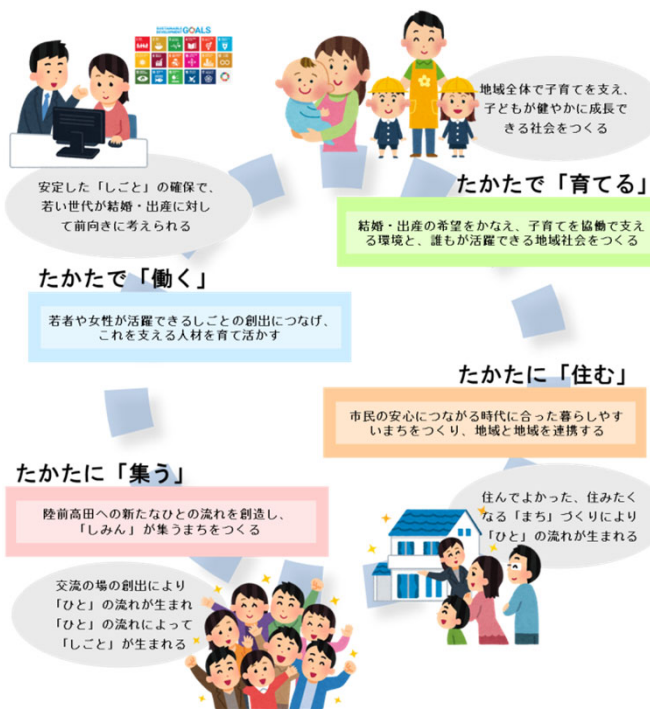 SUSTAINABLE DEVELOPMENT GOALS
地域全体で子育てを支え、
子どもが健やかに成長で
きる社会をつくる
安定した「しごと」の確保で、
若い世代が結婚・出産に対し
て前向きに考えられる
たかたで「育てる」
結婚・出産の希望をかなえ、子育てを協働で支え
る環境と、誰もが活躍できる地域社会をつくる
たかたで「働く」
若者や女性が活躍できるしごとの創出につなげ、
これを支える人材を育て活かす
たかたに「住む」
市民の安心につながる時代に合った暮らしやす
いまちをつくり、地域と地域を連携する
たかたに「集う」
陸前高田への新たなひとの流れを創造し、
「しみん」が集うまちをつくる
住んでよかった、住みたく
なる「まち」づくりにより
「ひと」の流れが生まれる
交流の場の創出により
「ひと」の流れが生まれ
「ひと」の流れによって
「しごと」が生まれる